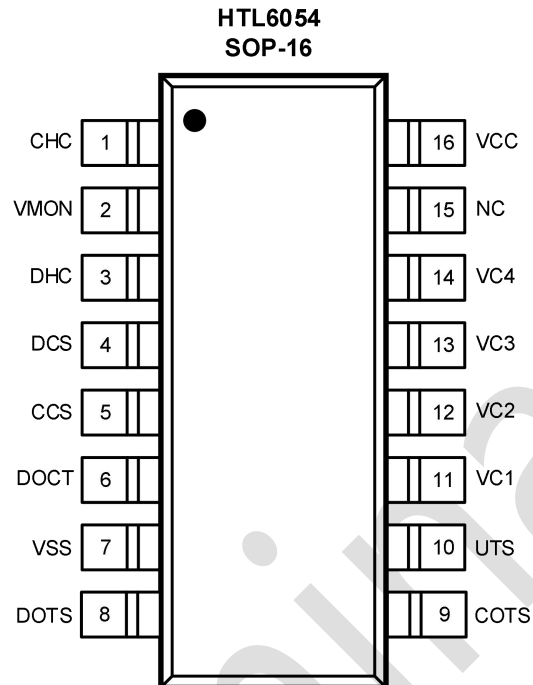 HTL6054
SOP-16
CHC 1 16 VCC
VMON 2 15 NC
DHC 3 14 VC4
DCS 4 13 VC3
CCS 5 12 VC2
DOCT 6 11 VC1
VSS 7 10 UTS
DOTS 8 9 COTS